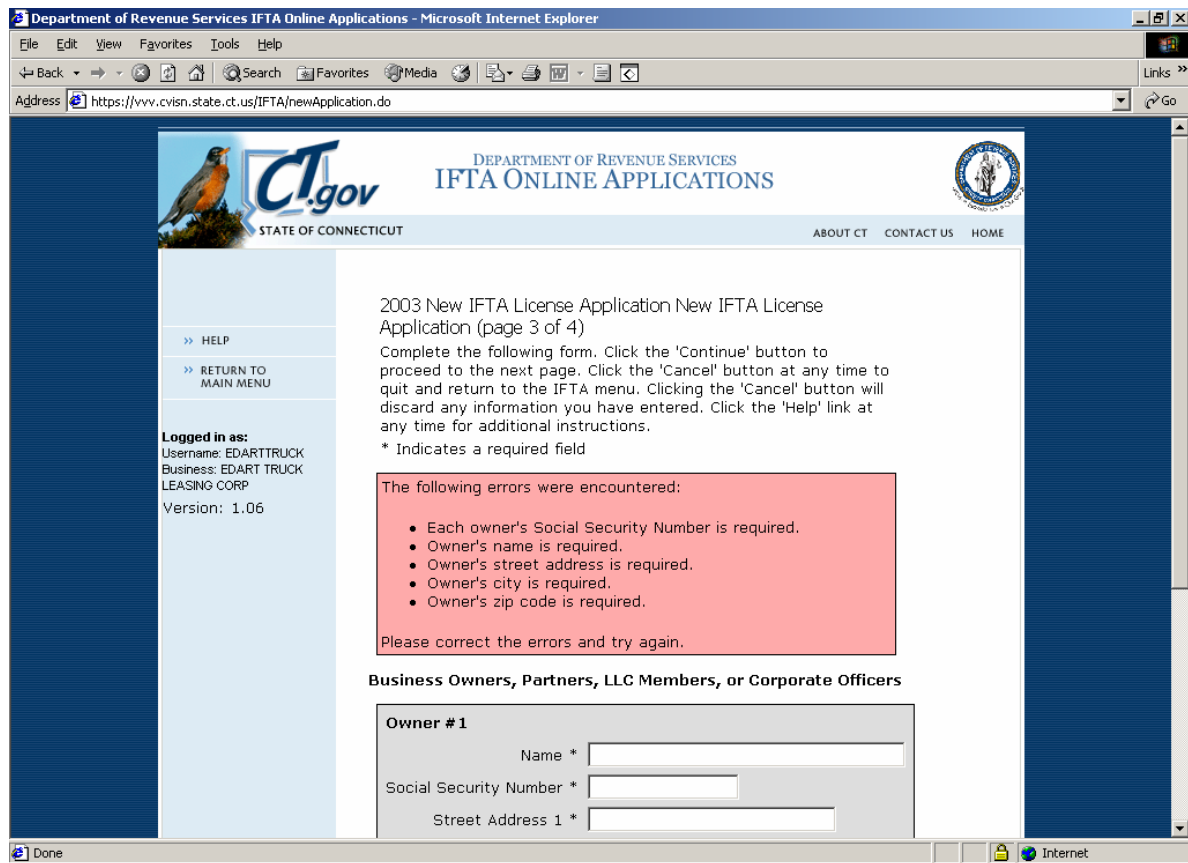 Department of Revenue Services IFTA Online Applications - Microsoft Internet Explorer
File Edit View Favorites Tools Help
Back Search Favorites Media Links »
Address https://vvv.cvisn.state.ct.us/IFTA/newApplication.do Go
CT.gov
STATE OF CONNECTICUT
DEPARTMENT OF REVENUE SERVICES
IFTA ONLINE APPLICATIONS
ABOUT CT CONTACT US HOME
» HELP
» RETURN TO
MAIN MENU
Logged in as:
Username: EDARTTRUCK
Business: EDART TRUCK
LEASING CORP
Version: 1.06
2003 New IFTA License Application New IFTA License
Application (page 3 of 4)
Complete the following form. Click the 'Continue' button to
proceed to the next page. Click the 'Cancel' button at any time to
quit and return to the IFTA menu. Clicking the 'Cancel' button will
discard any information you have entered. Click the 'Help' link at
any time for additional instructions.
* Indicates a required field
The following errors were encountered:
• Each owner's Social Security Number is required.
• Owner's name is required.
• Owner's street address is required.
• Owner's city is required.
• Owner's zip code is required.
Please correct the errors and try again.
Business Owners, Partners, LLC Members, or Corporate Officers
Owner #1
Name *
Social Security Number *
Street Address 1 *
Done Internet